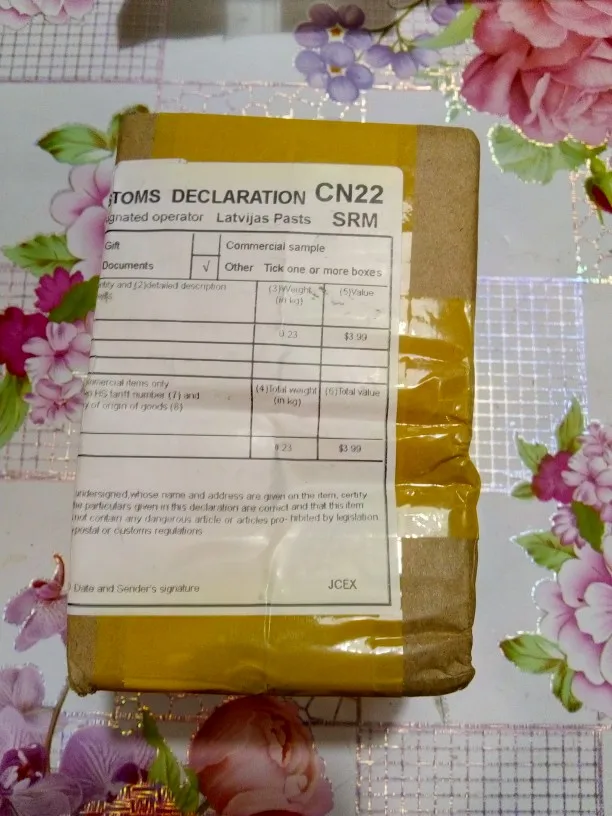 TOMS DECLARATION CN22
gnated operator Latvijas Pasts SRM
Gift Commercial sample
Documents √ Other Tick one or more boxes
ntity and (2)detailed description (3)Weight (5)Value
(in kg)
0.23 $3.99
mercial items only (4)Total weight (6)Total value
HS tariff number (7) and (in kg)
y of origin of goods (8)
0.23 $3.99
undersigned,whose name and address are given on the item, certify
he particulars given in this declaration are correct and that this item
not contain any dangerous article or articles pro- hibited by legislation
postal or customs regulations
Date and Sender's signature JCEX